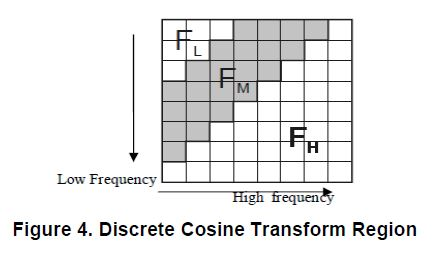 FL
FM
FH
Low Frequency
High frequency
Figure 4. Discrete Cosine Transform Region